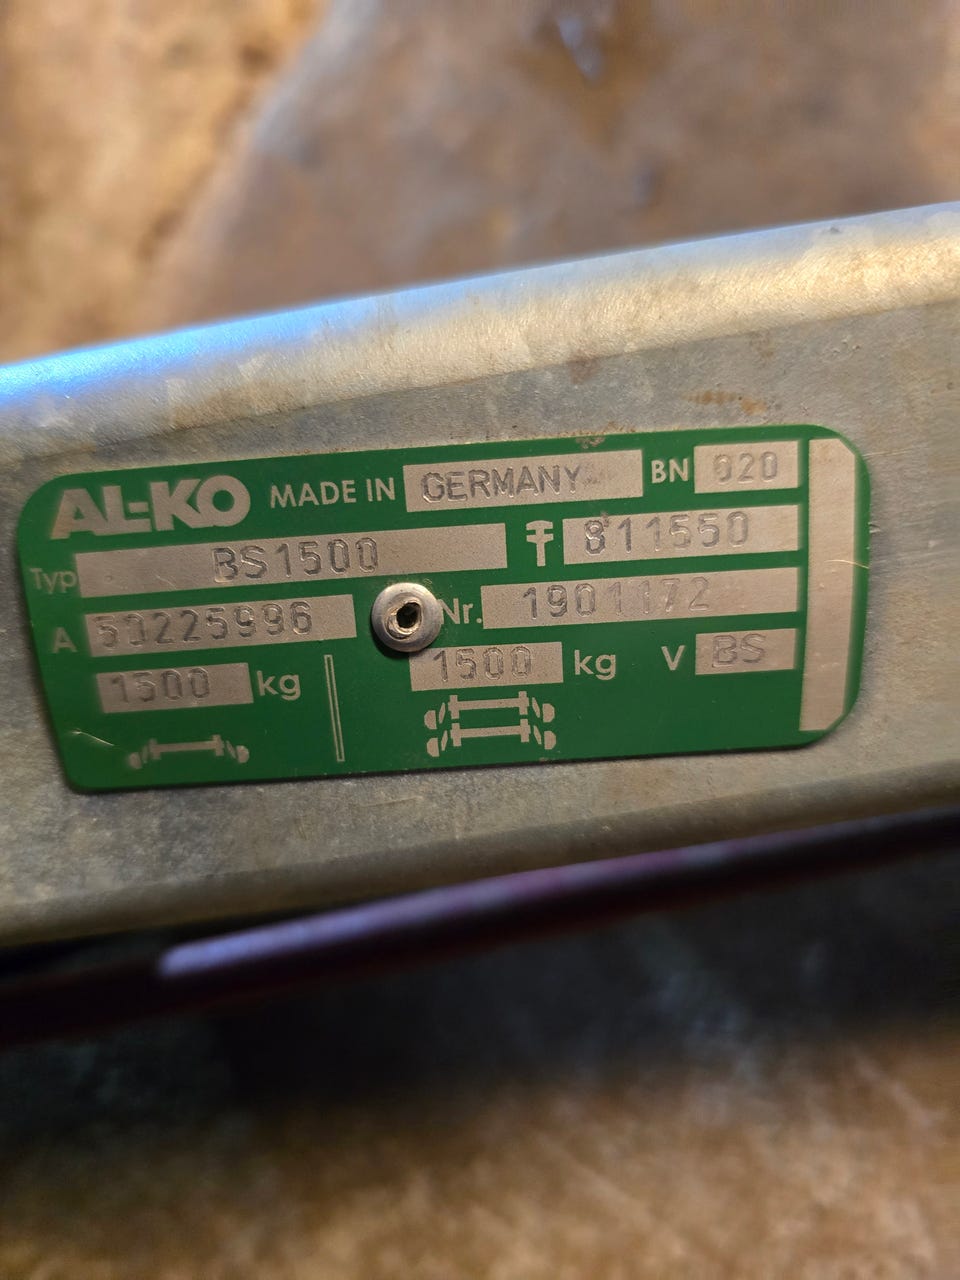 AL-KO MADE IN GERMANY BN 020
Typ BS1500 811550
A 50225996 Nr. 1901172
1500 kg 1500 kg V BS